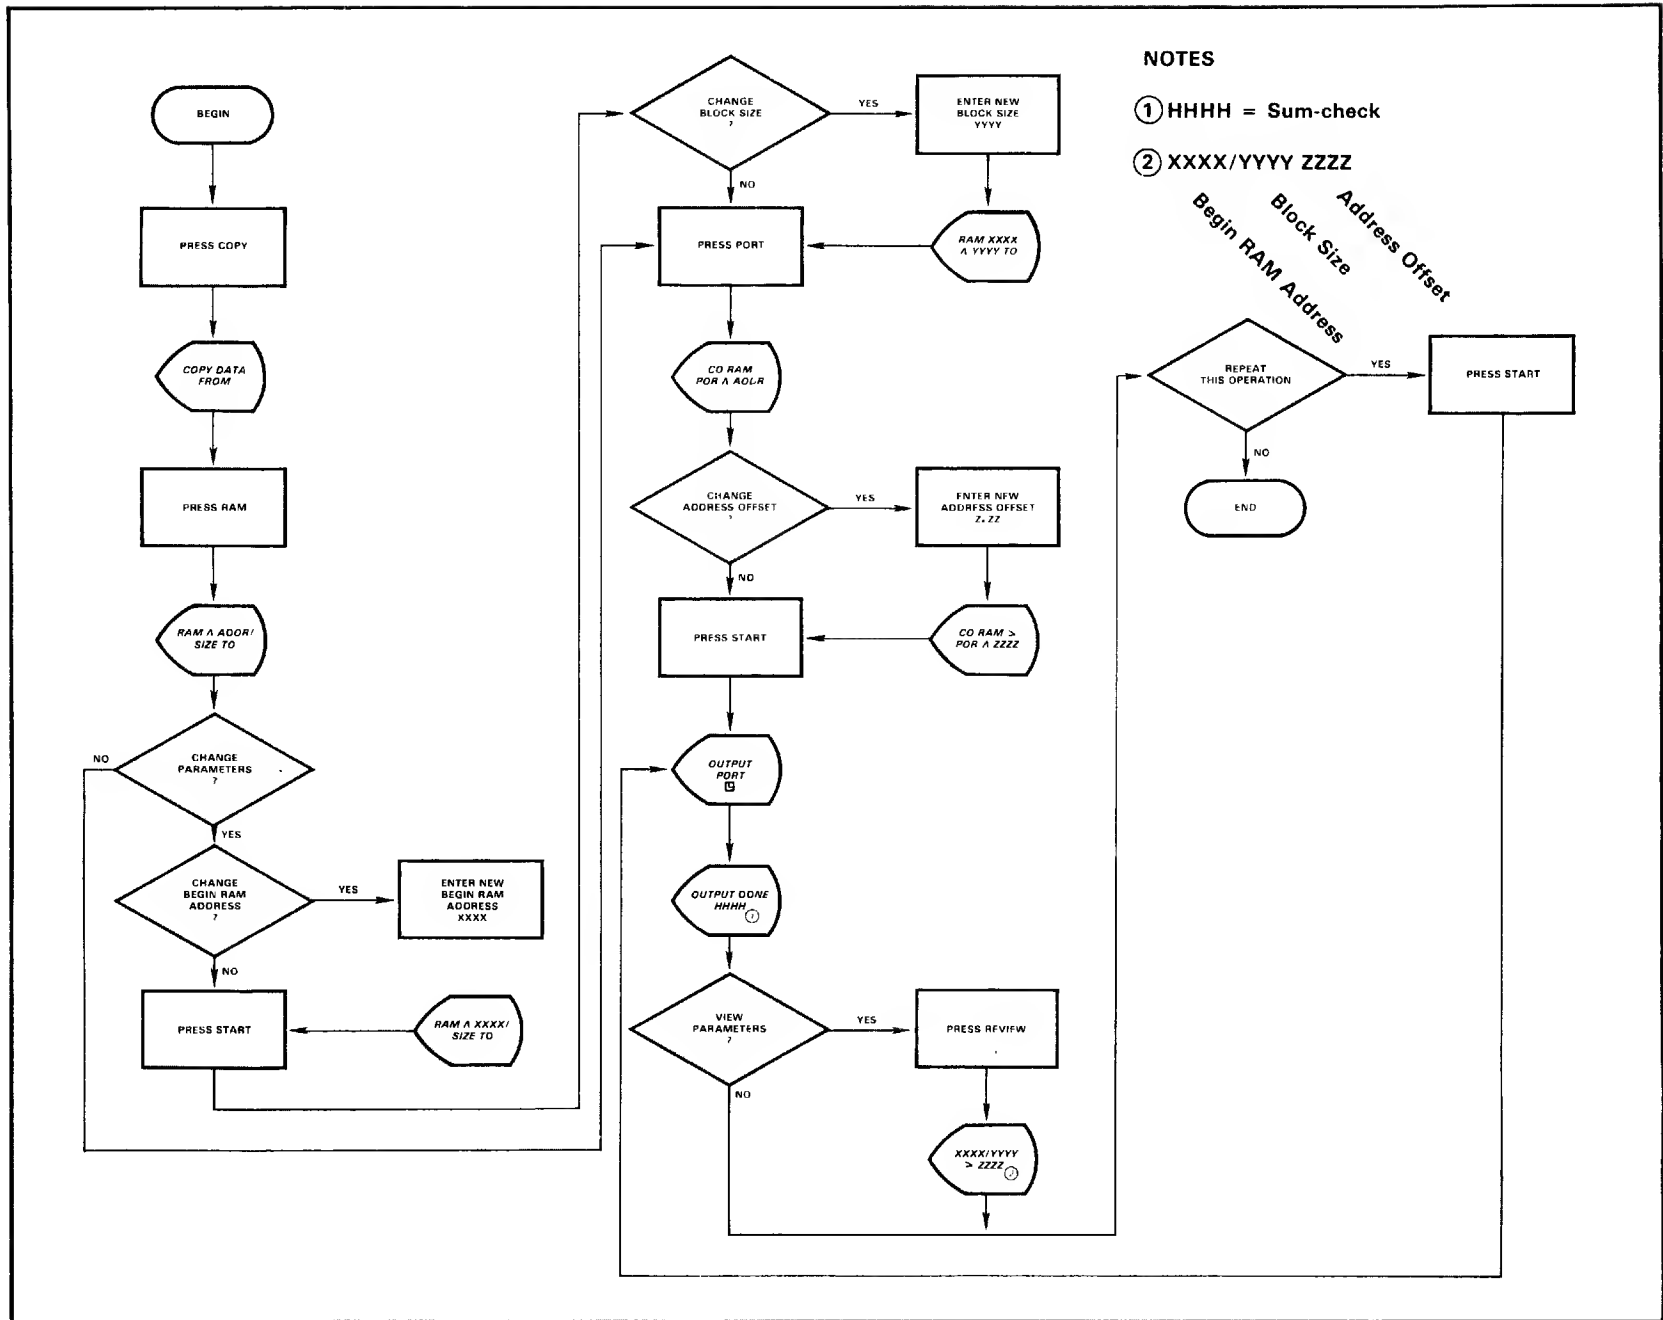 BEGIN
PRESS COPY
COPY DATA
FROM
PRESS RAM
RAM Λ ADDR/
SIZE TO
NO
CHANGE
PARAMETERS
?
YES
CHANGE
BEGIN RAM
ADDRESS
?
YES
ENTER NEW
BEGIN RAM
ADDRESS
XXXX
NO
PRESS START
RAM Λ XXXX/
SIZE TO
CHANGE
BLOCK SIZE
?
YES
ENTER NEW
BLOCK SIZE
YYYY
NO
PRESS PORT
RAM XXXX
Λ YYYY TO
CO RAM
POR Λ ADDR
CHANGE
ADDRESS OFFSET
?
YES
ENTER NEW
ADDRESS OFFSET
NO
PRESS START
CO RAM >
POR Λ ZZZZ
OUTPUT
PORT
OUTPUT DONE
HHHH ①
VIEW
PARAMETERS
?
YES
PRESS REVIEW
NO
XXXX/YYYY
> ZZZZ ②
NOTES
① HHHH = Sum-check
② XXXX/YYYY ZZZZ
Begin RAM Address
Block Size
Address Offset
REPEAT
THIS OPERATION
YES
PRESS START
NO
END